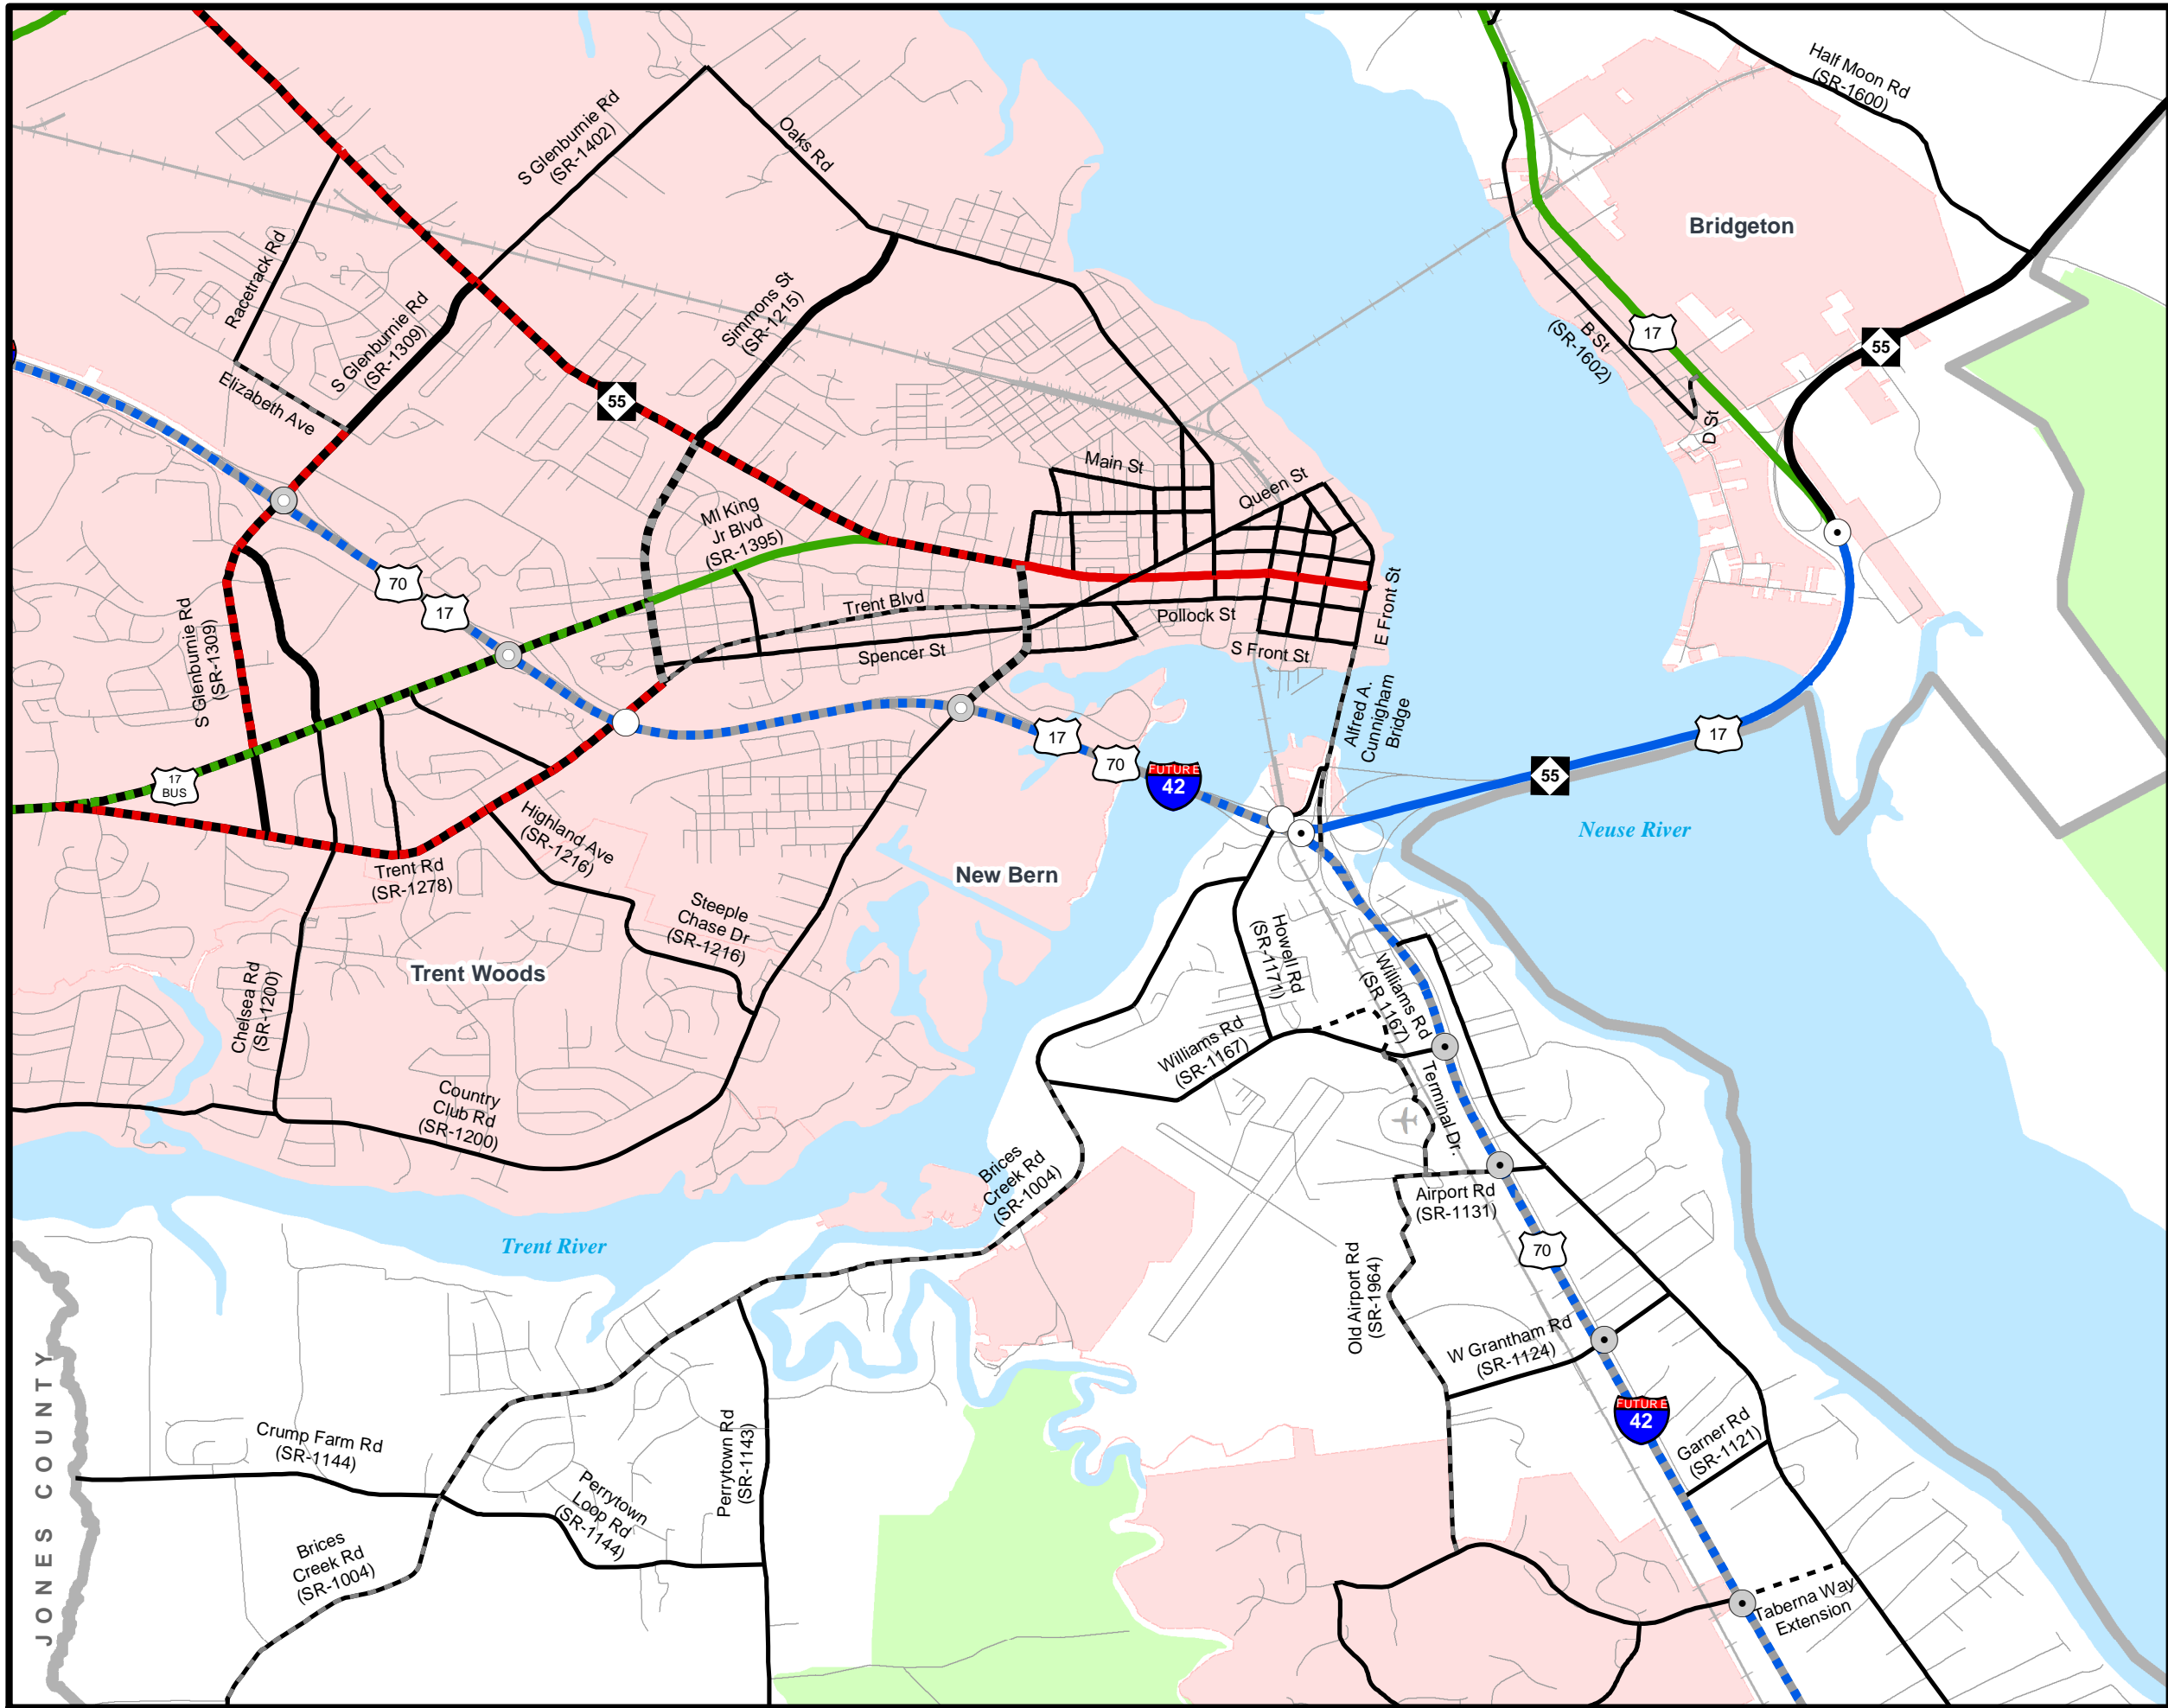 Half Moon Rd
(SR-1600)
S Glenburnie Rd
(SR-1402)
Oaks Rd
Bridgeton
Racetrack Rd
S Glenburnie Rd
(SR-1309)
Simmons St
(SR-1215)
17
B St
(SR-1602)
55
Elizabeth Ave
55
D St
Main St
Queen St
Ml King
Jr Blvd
(SR-1395)
70
17
Trent Blvd
Pollock St
E Front St
S Glenburnie Rd
(SR-1309)
Spencer St
S Front St
Alfred A.
Cunnigham
Bridge
17
70
17
17
BUS
FUTURE
42
55
Neuse River
Highland Ave
(SR-1216)
Trent Rd
(SR-1278)
New Bern
Steeple
Chase Dr
(SR-1216)
Trent Woods
Howell Rd
(SR-1171)
Williams Rd
(SR 1167)
Chelsea Rd
(SR-1200)
Williams Rd
(SR-1167)
Terminal Dr.
Country
Club Rd
(SR-1200)
Brices
Creek Rd
(SR-1004)
Airport Rd
(SR-1131)
Trent River
70
Old Airport Rd
(SR-1964)
W Grantham Rd
(SR-1124)
JONES COUNTY
FUTURE
42
Garner Rd
(SR-1121)
Crump Farm Rd
(SR-1144)
Perrytown Rd
(SR-1143)
Perrytown
Loop Rd
(SR-1144)
Brices
Creek Rd
(SR-1004)
Taberna Way
Extension